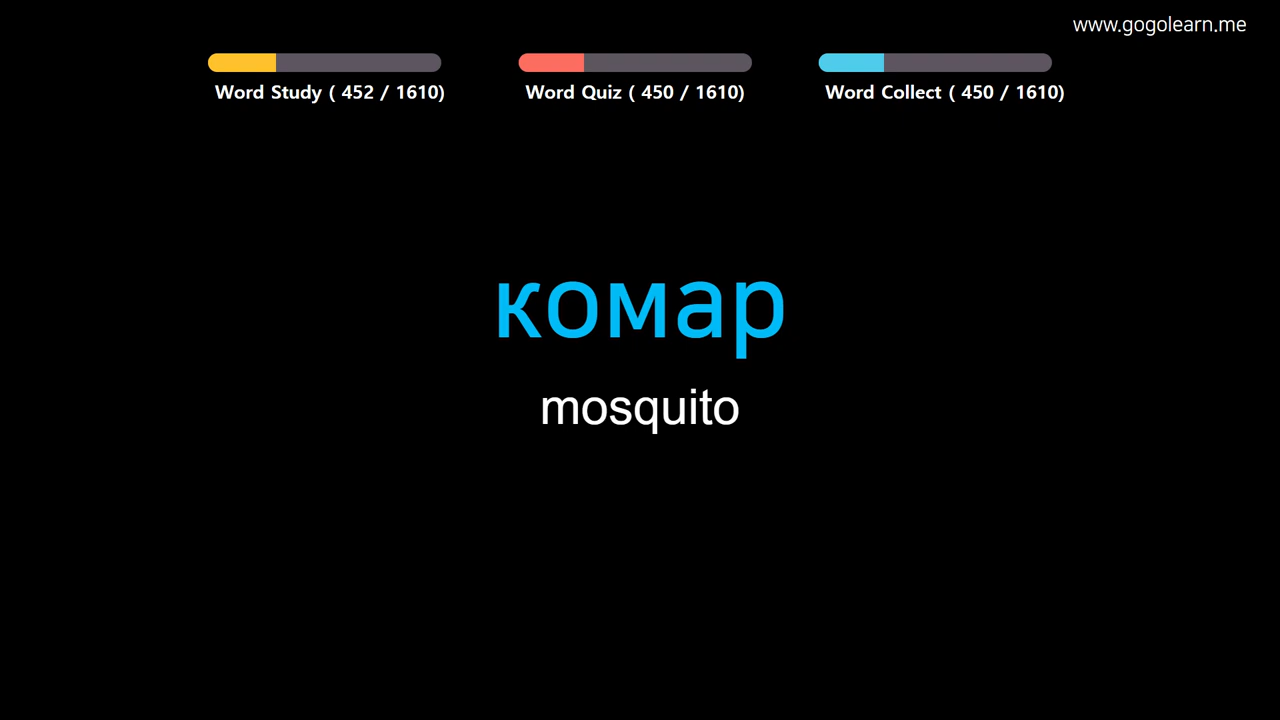 www.gogolearn.me
Word Study ( 452 / 1610)
Word Quiz ( 450 / 1610)
Word Collect ( 450 / 1610)
комар
mosquito